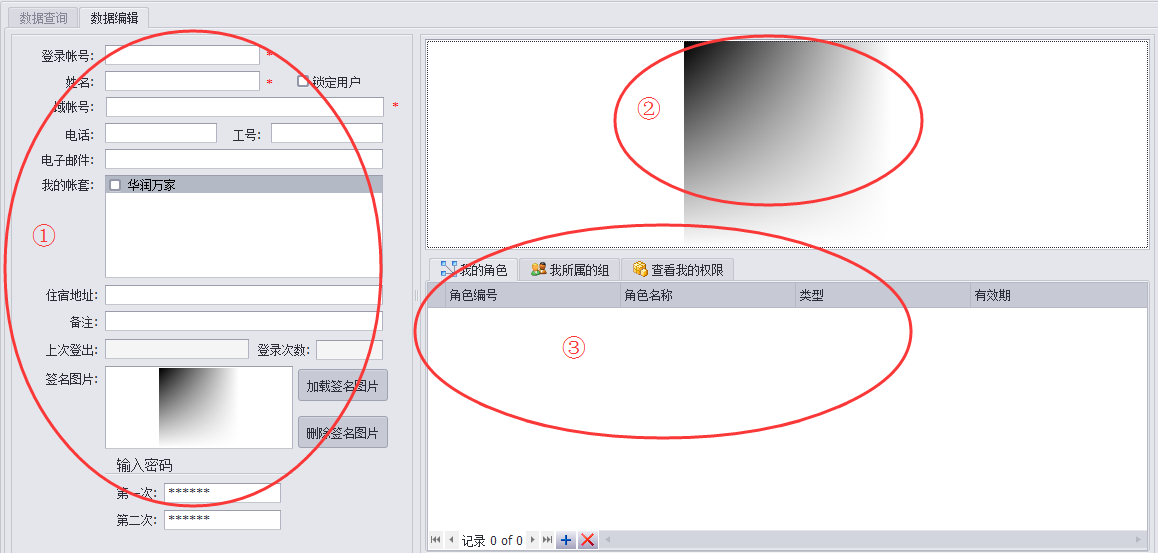 数据查询 数据编辑
登录帐号: *
姓名: * 锁定用户
域帐号: *
电话: 工号:
电子邮件:
我的帐套: 华润万家
①
住宿地址:
备注:
上次登出: 登录次数:
签名图片: 加载签名图片
删除签名图片
输入密码
第一次: ******
第二次: ******
②
我的角色 我所属的组 查看我的权限
角色编号 角色名称 类型 有效期
③
记录 0 of 0